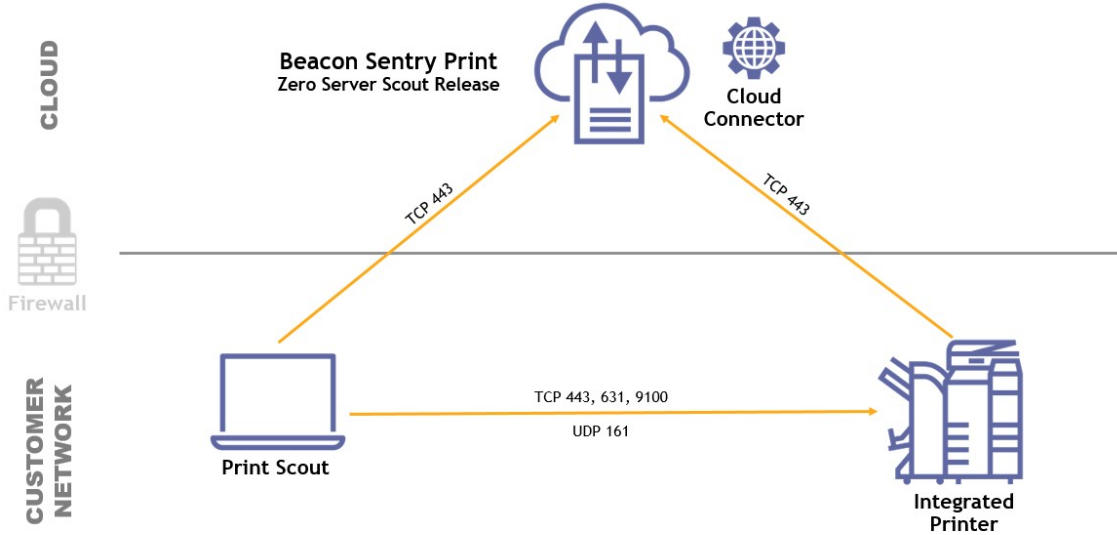 CLOUD
Beacon Sentry Print
Zero Server Scout Release
Cloud
Connector
TCP 443
TCP 443
Firewall
CUSTOMER
NETWORK
TCP 443, 631, 9100
UDP 161
Print Scout
Integrated
Printer